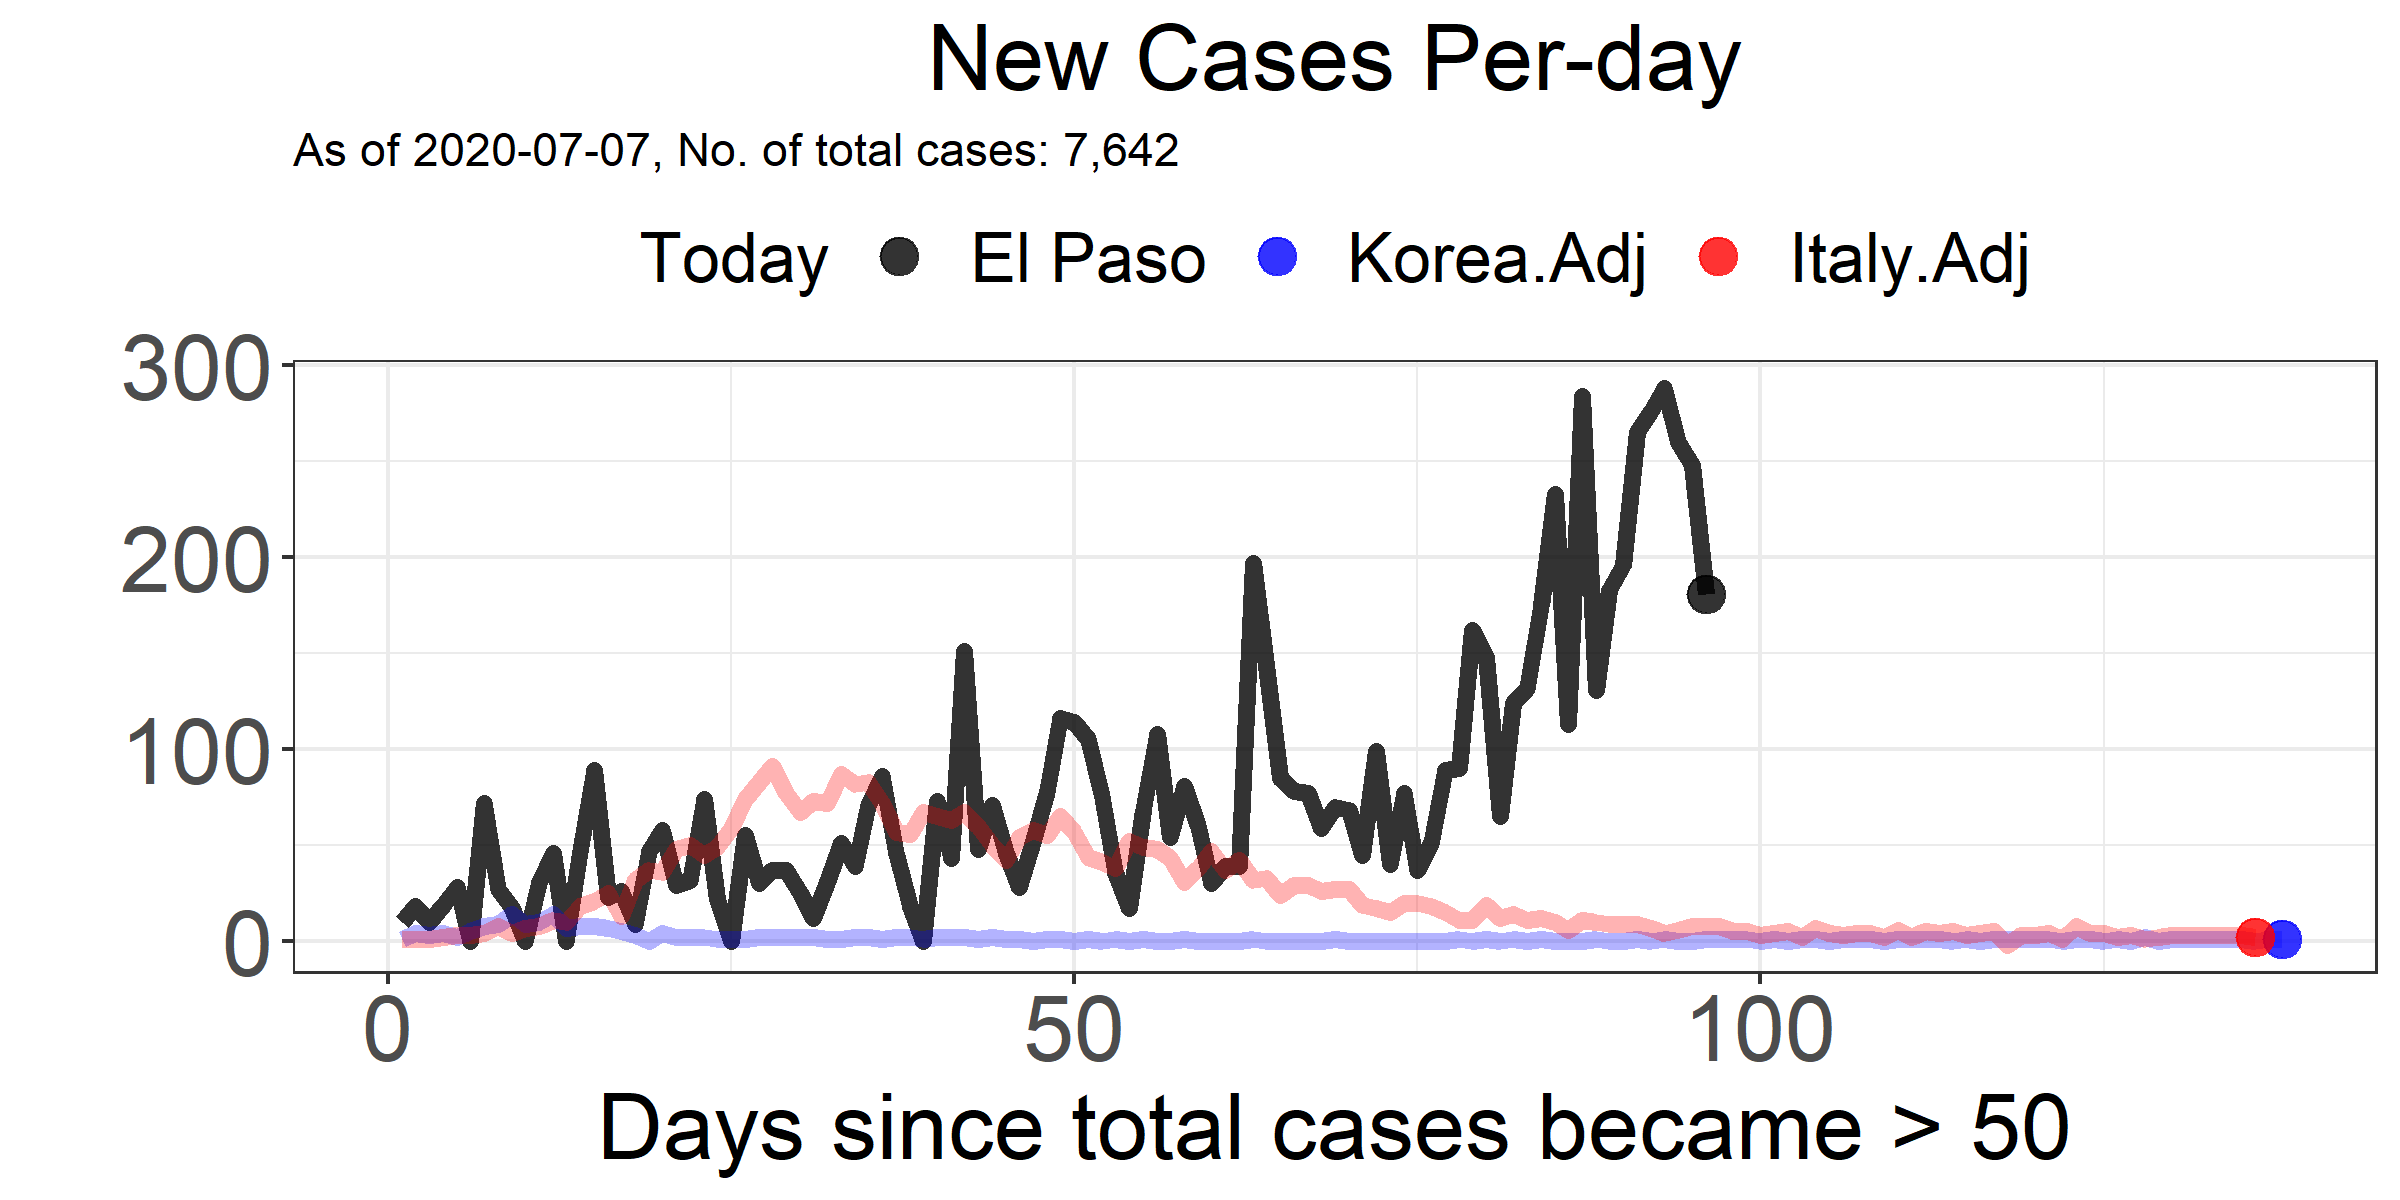 New Cases Per-day
As of 2020-07-07, No. of total cases: 7,642
Today El Paso Korea.Adj Italy.Adj
300
200
100
0
0 50 100
Days since total cases became > 50